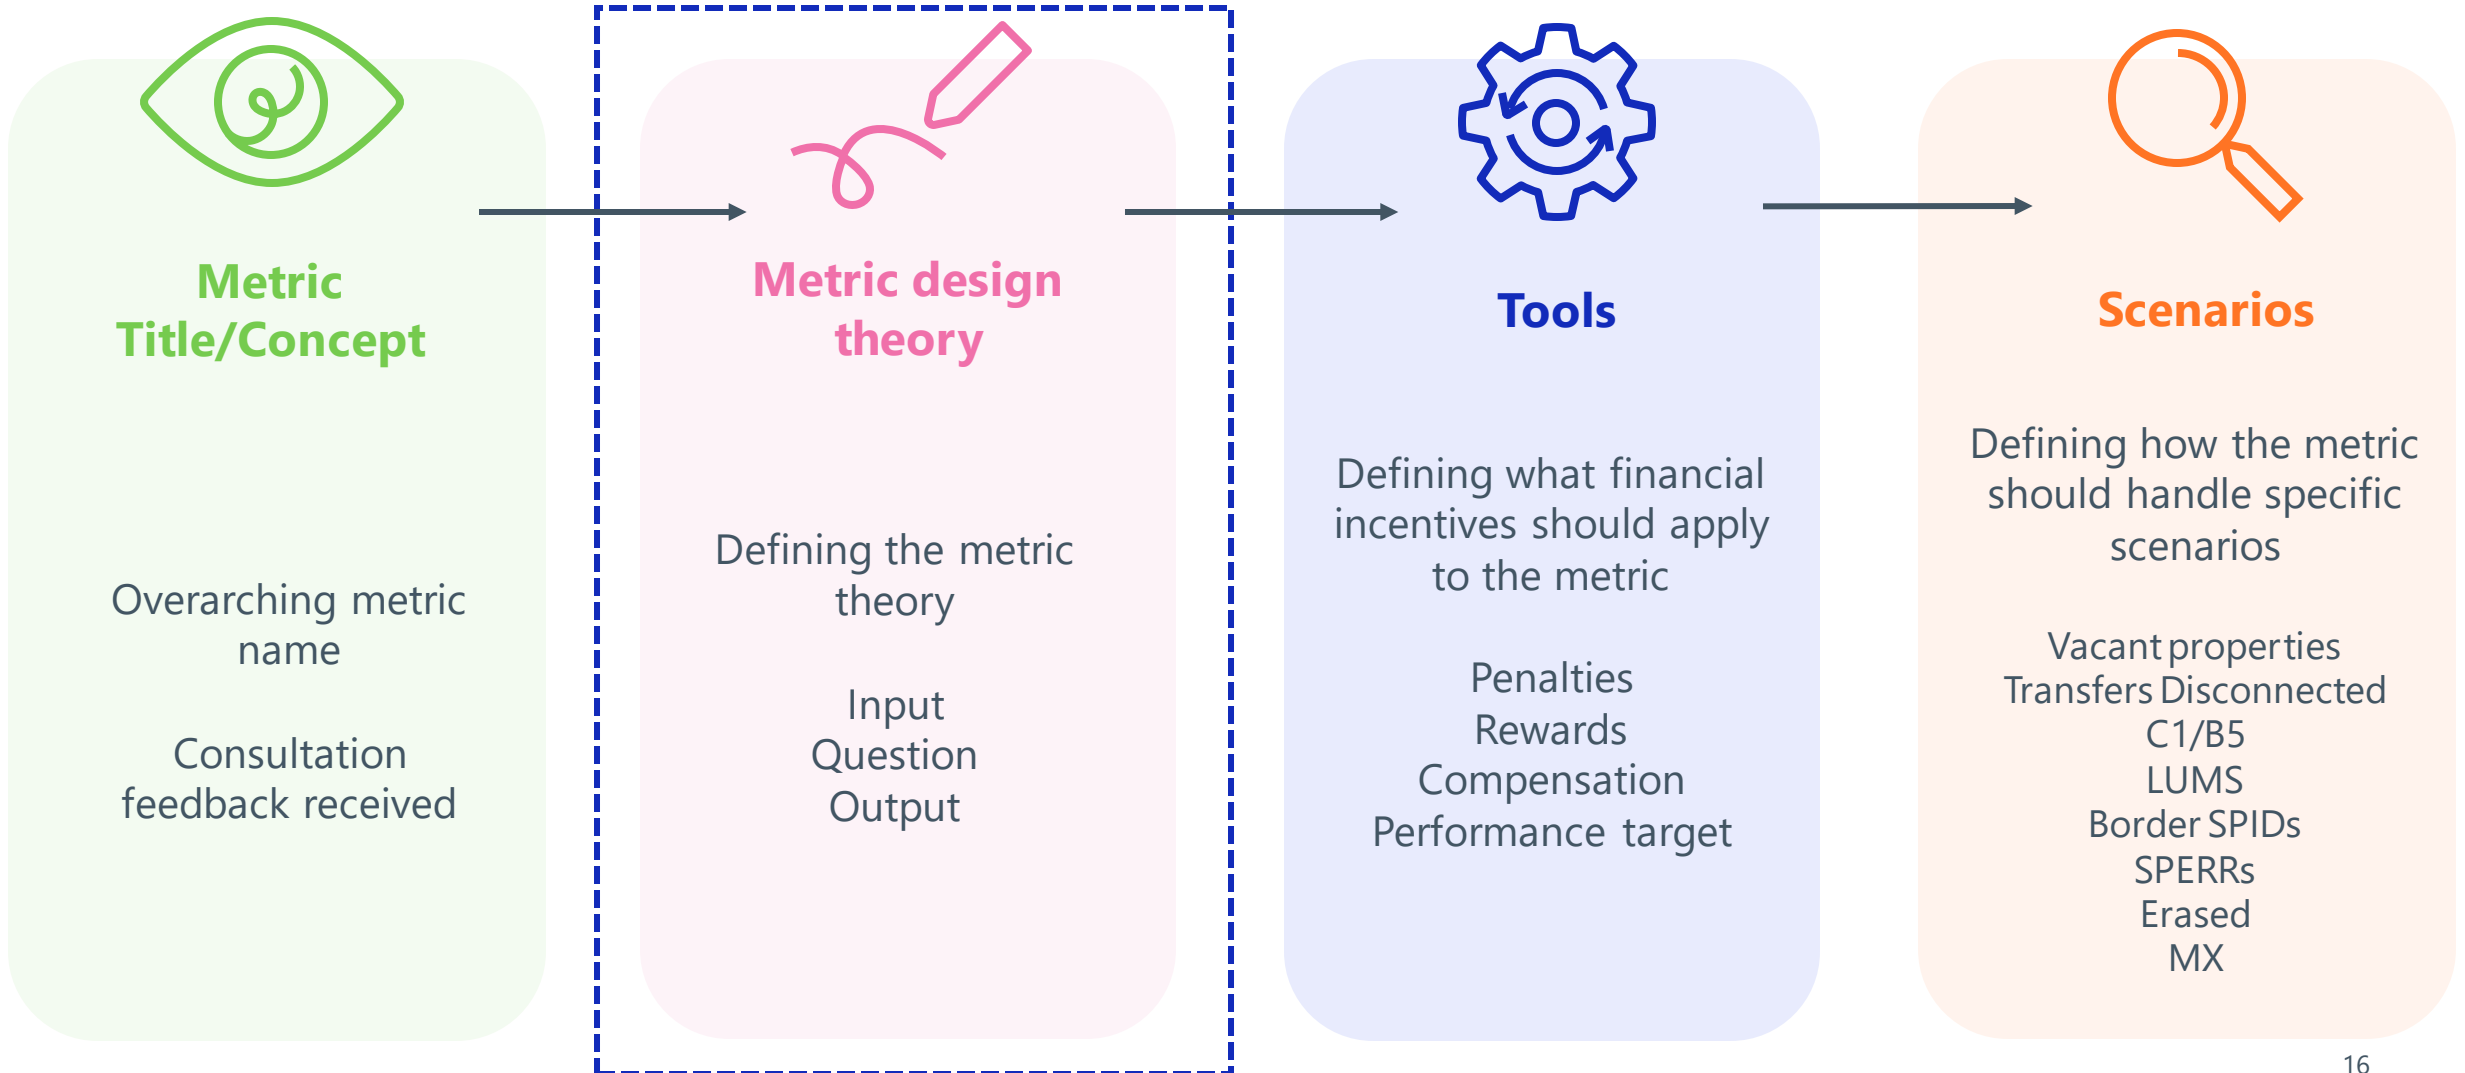 Metric
Title/Concept
Overarching metric
name
Consultation
feedback received
Metric design
theory
Defining the metric
theory
Input
Question
Output
Tools
Defining what financial
incentives should apply
to the metric
Penalties
Rewards
Compensation
Performance target
Scenarios
Defining how the metric
should handle specific
scenarios
Vacant properties
Transfers Disconnected
C1/B5
LUMS
Border SPIDs
SPERRs
Erased
MX
16